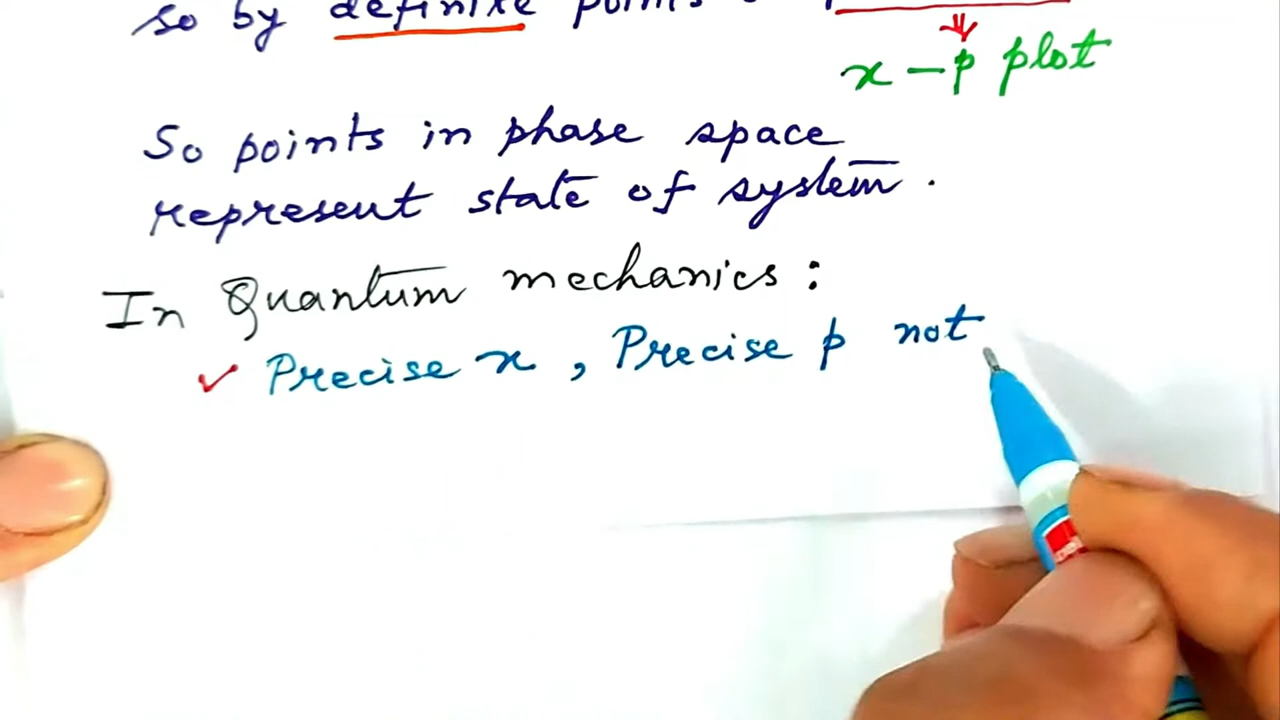 so by definite points
x - p plot
So points in phase space
represent state of system.
In Quantum mechanics:
✓ Precise x, Precise p not